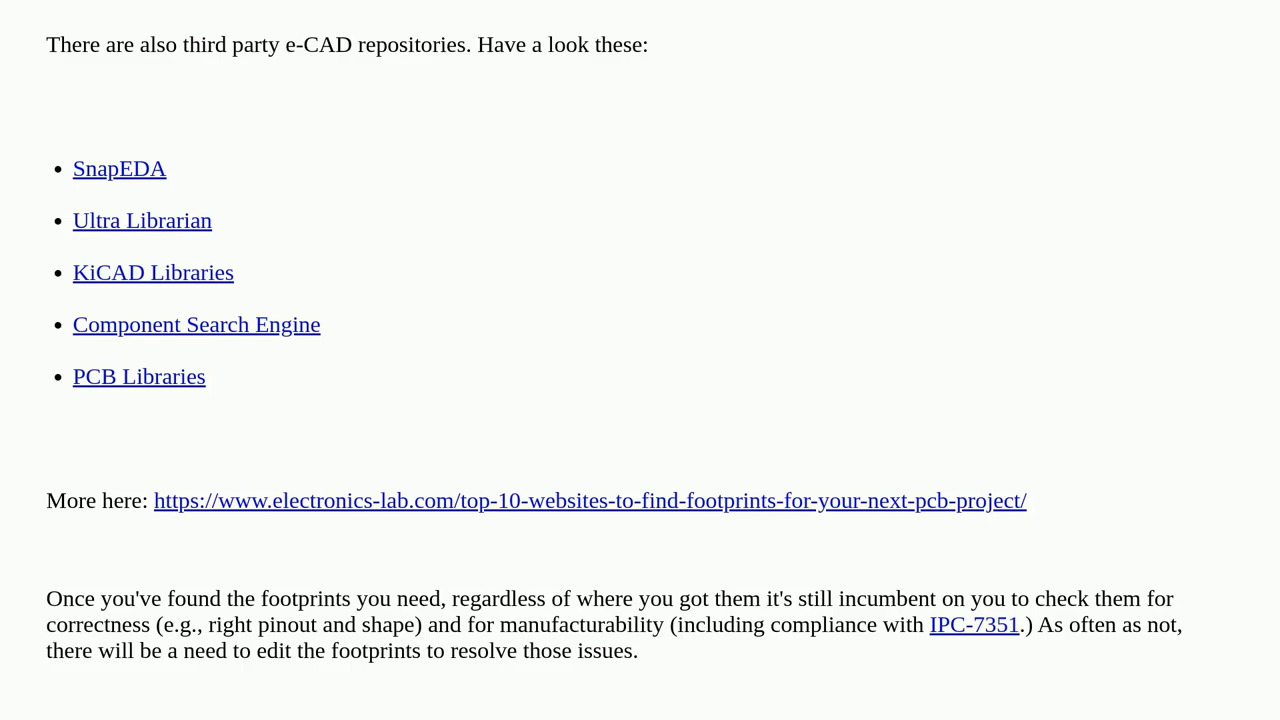 There are also third party e-CAD repositories. Have a look these:
• SnapEDA
• Ultra Librarian
• KiCAD Libraries
• Component Search Engine
• PCB Libraries
More here: https://www.electronics-lab.com/top-10-websites-to-find-footprints-for-your-next-pcb-project/
Once you've found the footprints you need, regardless of where you got them it's still incumbent on you to check them for
correctness (e.g., right pinout and shape) and for manufacturability (including compliance with IPC-7351.) As often as not,
there will be a need to edit the footprints to resolve those issues.